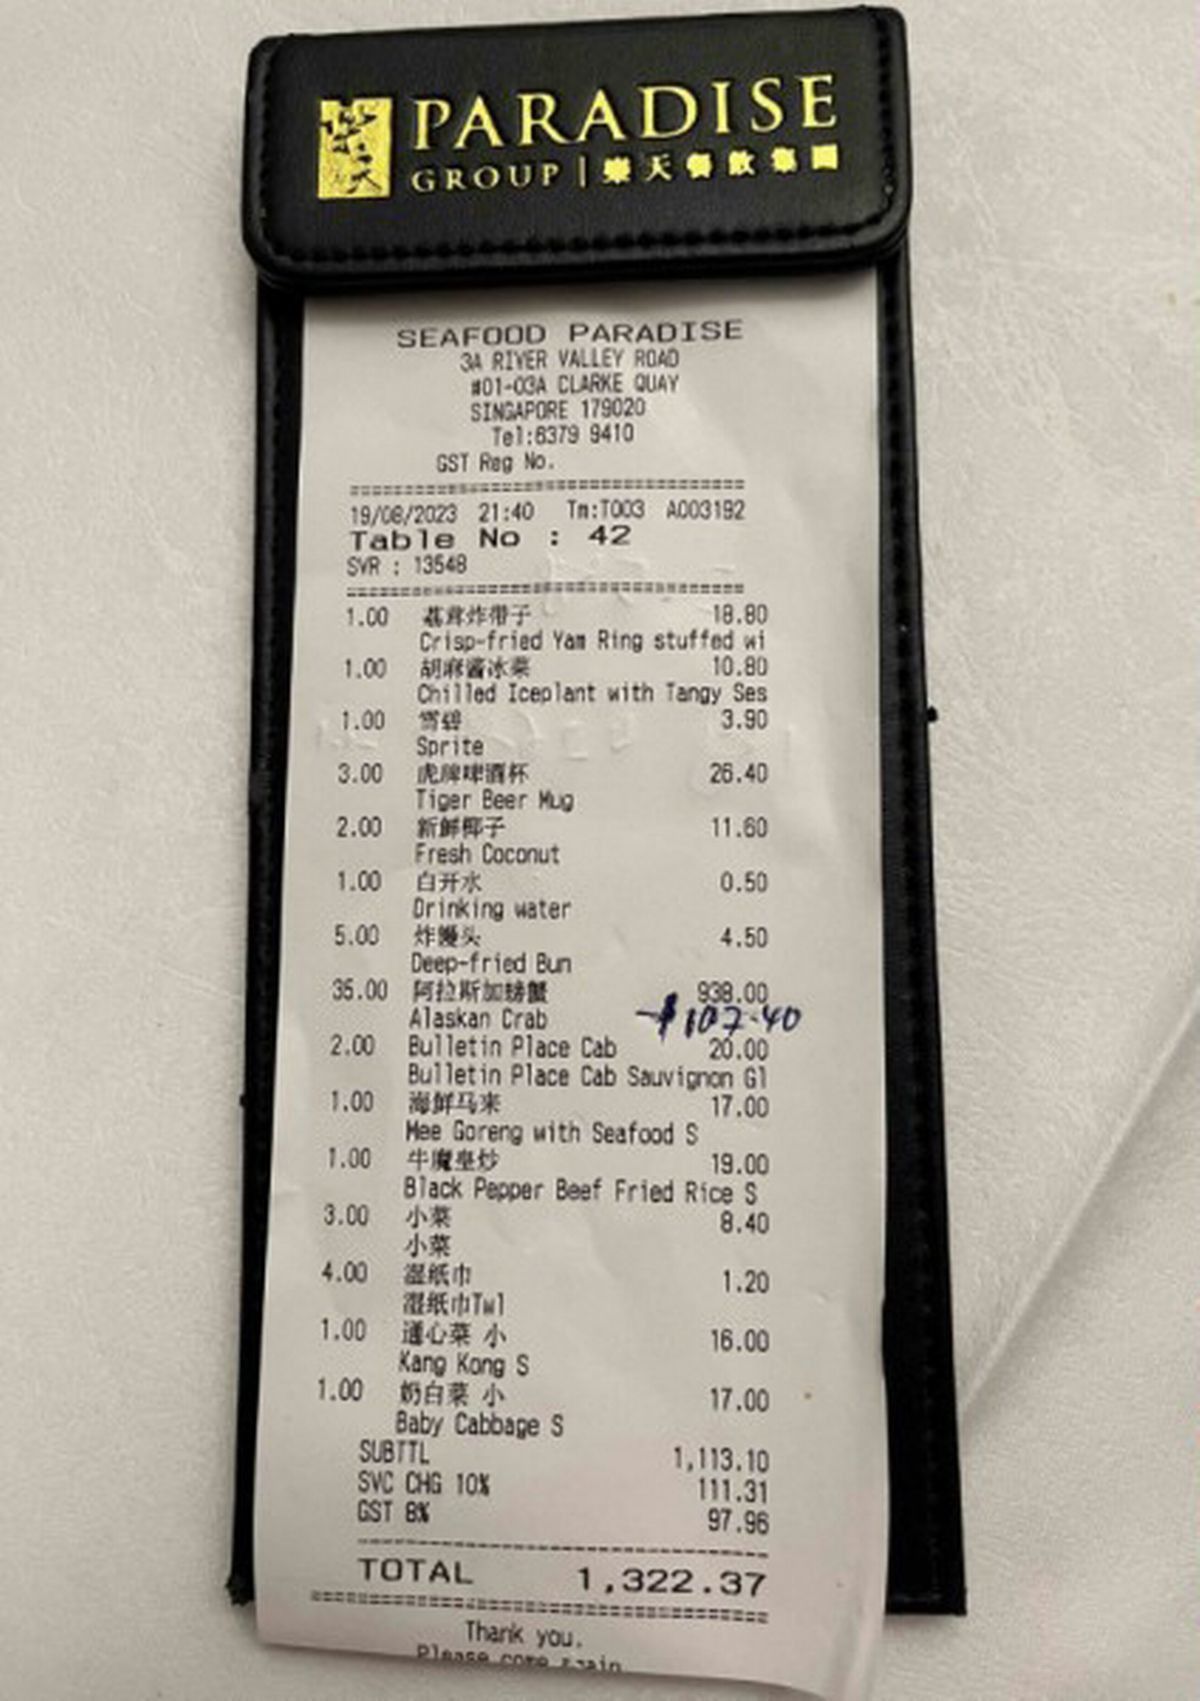 PARADISE
GROUP | 樂天餐飲集團
SEAFOOD PARADISE
3A RIVER VALLEY ROAD
#01-03A CLARKE QUAY
SINGAPORE 179020
Tel:6379 9410
GST Reg No.
19/08/2023 21:40 Tm:T003 A003192
Table No : 42
SVR : 13548
1.00 荔茸炸带子 18.80
Crisp-fried Yam Ring stuffed wi
1.00 胡麻酱冰菜 10.80
Chilled Iceplant with Tangy Ses
1.00 雪碧 3.90
Sprite
3.00 虎牌啤酒杯 26.40
Tiger Beer Mug
2.00 新鲜椰子 11.60
Fresh Coconut
1.00 白开水 0.50
Drinking water
5.00 炸馒头 4.50
Deep-fried Bun
35.00 阿拉斯加螃蟹 938.00
Alaskan Crab $107.40
2.00 Bulletin Place Cab 20.00
Bulletin Place Cab Sauvignon Gl
1.00 海鲜马来 17.00
Mee Goreng with Seafood S
1.00 牛魔皇炒 19.00
Black Pepper Beef Fried Rice S
3.00 小菜 8.40
小菜
4.00 湿纸巾 1.20
湿纸巾Twl
1.00 通心菜 小 16.00
Kang Kong S
1.00 奶白菜 小 17.00
Baby Cabbage S
SUBTTL 1,113.10
SVC CHG 10% 111.31
GST 8% 97.96
TOTAL 1,322.37
Thank you.
Please come again